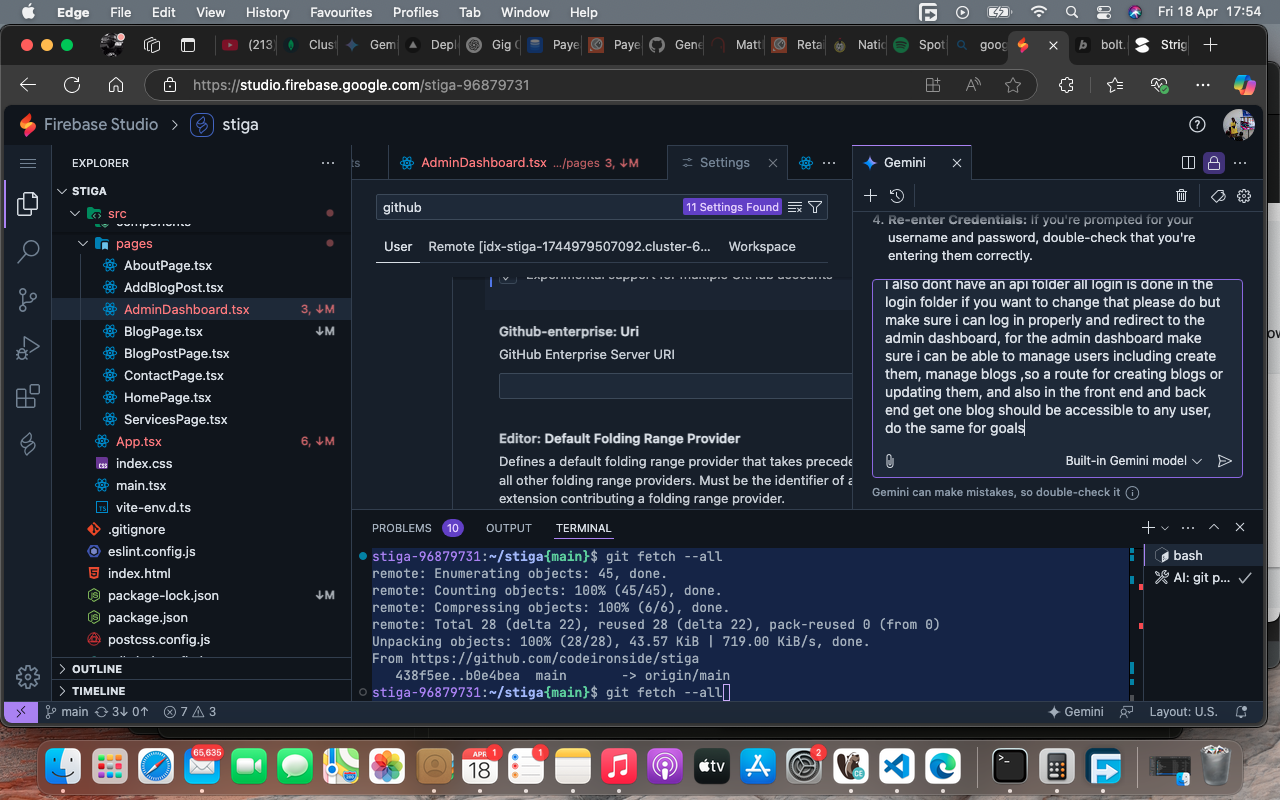 Edge File Edit View History Favourites Profiles Tab Window Help Fri 18 Apr 17:54
(213 Clus Gem Depl Gig C Paye Paye Gene Matt Reta Natic Spot goog bolt. Strig
https://studio.firebase.google.com/stiga-96879731
Firebase Studio > stiga
EXPLORER
STIGA
src
components
pages
AboutPage.tsx
AddBlogPost.tsx
AdminDashboard.tsx 3, ↓M
BlogPage.tsx ↓M
BlogPostPage.tsx
ContactPage.tsx
HomePage.tsx
ServicesPage.tsx
App.tsx 6, ↓M
index.css
main.tsx
vite-env.d.ts
.gitignore
eslint.config.js
index.html
package-lock.json ↓M
package.json
postcss.config.js
OUTLINE
TIMELINE
ts AdminDashboard.tsx .../pages 3, ↓M Settings
github 11 Settings Found
User Remote [idx-stiga-1744979507092.cluster-6... Workspace
Experimental support for multiple GitHub accounts
Github-enterprise: Uri
GitHub Enterprise Server URI
Editor: Default Folding Range Provider
Defines a default folding range provider that takes precede
all other folding range providers. Must be the identifier of a
extension contributing a folding range provider.
Gemini
4. Re-enter Credentials: If you're prompted for your
username and password, double-check that you're
entering them correctly.
i also dont have an api folder all login is done in the
login folder if you want to change that please do but
make sure i can log in properly and redirect to the
admin dashboard, for the admin dashboard make
sure i can be able to manage users including create
them, manage blogs ,so a route for creating blogs or
updating them, and also in the front end and back
end get one blog should be accessible to any user,
do the same for goals
Built-in Gemini model
Gemini can make mistakes, so double-check it
PROBLEMS 10 OUTPUT TERMINAL
stiga-96879731:~/stiga{main}$ git fetch --all
remote: Enumerating objects: 45, done.
remote: Counting objects: 100% (45/45), done.
remote: Compressing objects: 100% (6/6), done.
remote: Total 28 (delta 22), reused 28 (delta 22), pack-reused 0 (from 0)
Unpacking objects: 100% (28/28), 43.57 KiB | 719.00 KiB/s, done.
From https://github.com/codeironside/stiga
438f5ee..b0e4bea main -> origin/main
stiga-96879731:~/stiga{main}$ git fetch --all
bash
AI: git p...
main 3↓ 0↑ 7 3 Gemini Layout: U.S.
65,635 APR 18 1 1 tv 2